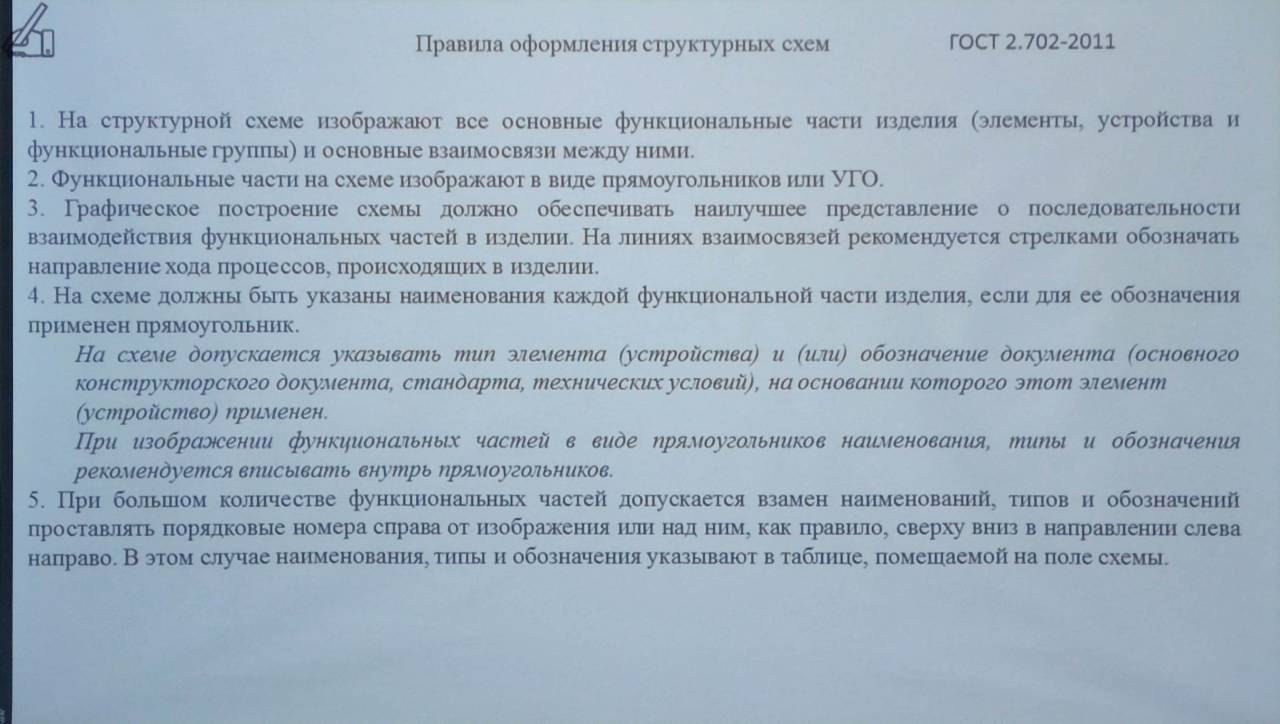 Правила оформления структурных схем ГОСТ 2.702-2011
1. На структурной схеме изображают все основные функциональные части изделия (элементы, устройства и
функциональные группы) и основные взаимосвязи между ними.
2. Функциональные части на схеме изображают в виде прямоугольников или УГО.
3. Графическое построение схемы должно обеспечивать наилучшее представление о последовательности
взаимодействия функциональных частей в изделии. На линиях взаимосвязей рекомендуется стрелками обозначать
направление хода процессов, происходящих в изделии.
4. На схеме должны быть указаны наименования каждой функциональной части изделия, если для ее обозначения
применен прямоугольник.
На схеме допускается указывать тип элемента (устройства) и (или) обозначение документа (основного
конструкторского документа, стандарта, технических условий), на основании которого этот элемент
(устройство) применен.
При изображении функциональных частей в виде прямоугольников наименования, типы и обозначения
рекомендуется вписывать внутрь прямоугольников.
5. При большом количестве функциональных частей допускается взамен наименований, типов и обозначений
проставлять порядковые номера справа от изображения или над ним, как правило, сверху вниз в направлении слева
направо. В этом случае наименования, типы и обозначения указывают в таблице, помещаемой на поле схемы.